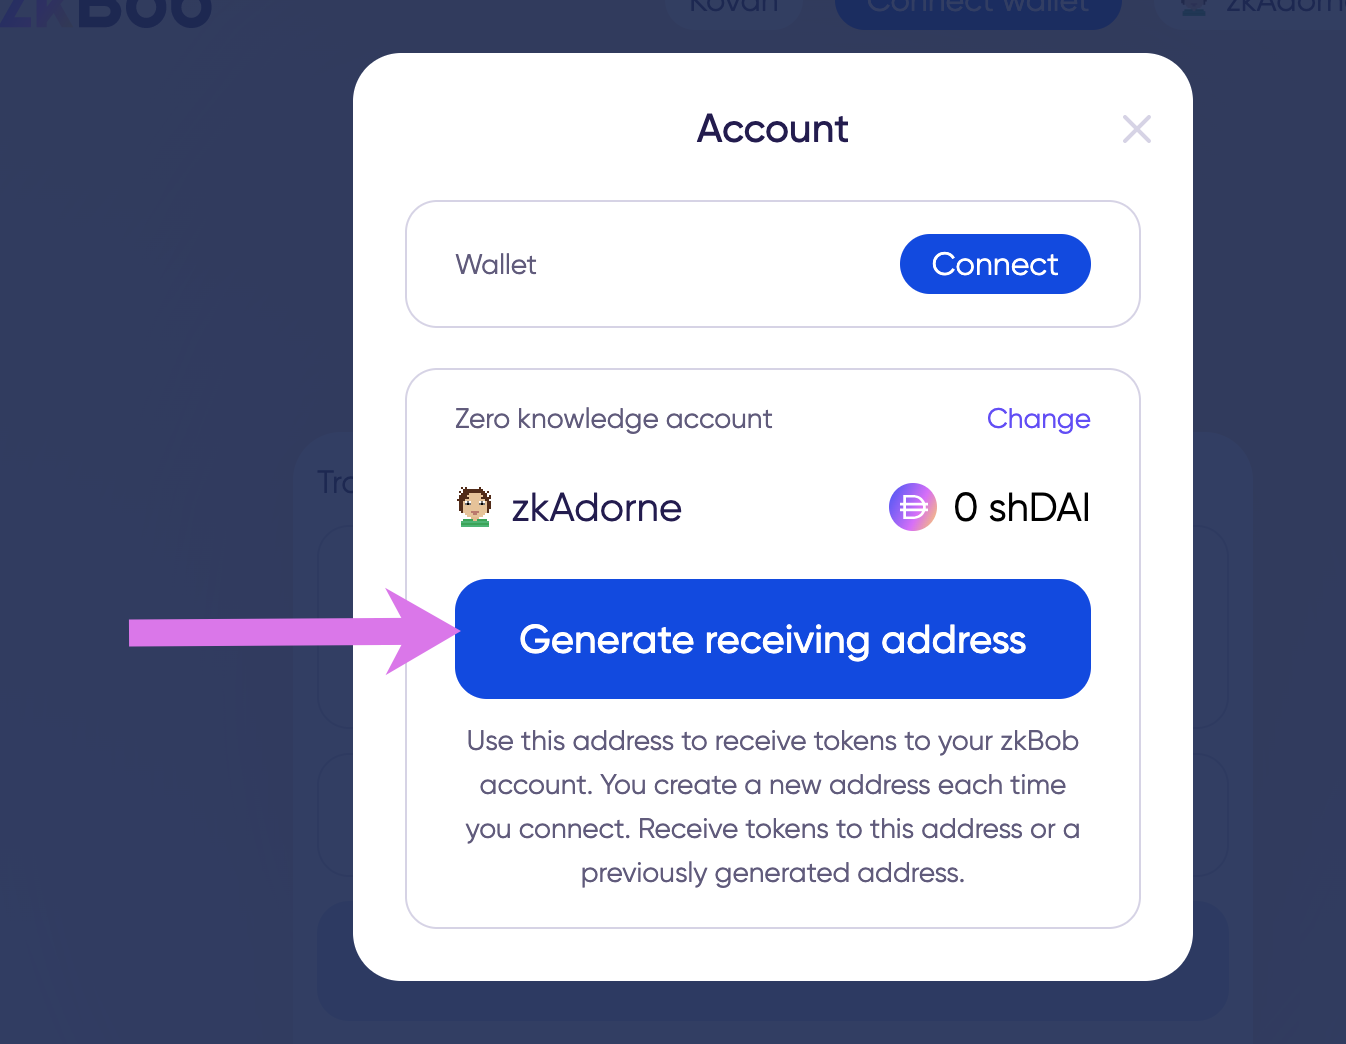 zkBob
Kovan
Connect wallet
Account
Wallet
Connect
Zero knowledge account
Change
zkAdorne
0 shDAI
Generate receiving address
Use this address to receive tokens to your zkBob
account. You create a new address each time
you connect. Receive tokens to this address or a
previously generated address.